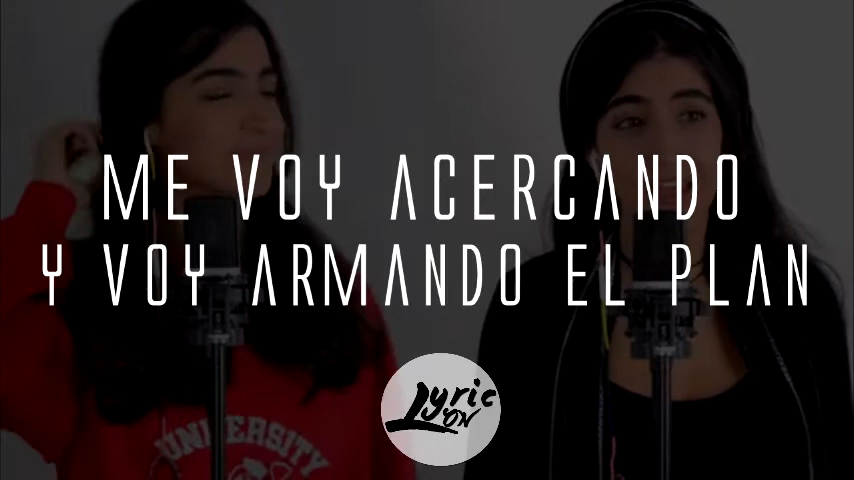 ME VOY ACERCANDO
Y VOY ARMANDO EL PLAN
Lyric
ON
UNIVERSITY